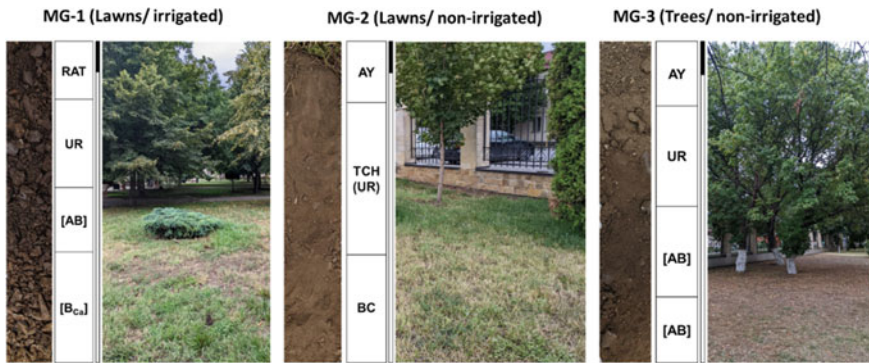 MG-1 (Lawns/ irrigated)
RAT
UR
[AB]
[BCa]
MG-2 (Lawns/ non-irrigated)
AY
TCH
(UR)
BC
MG-3 (Trees/ non-irrigated)
AY
UR
[AB]
[AB]